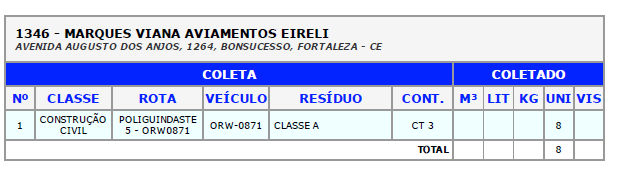 1346 - MARQUES VIANA AVIAMENTOS EIRELI
AVENIDA AUGUSTO DOS ANJOS, 1264, BONSUCESSO, FORTALEZA - CE
COLETA COLETADO
Nº CLASSE ROTA VEÍCULO RESÍDUO CONT. M³ LIT KG UNI VIS
1 CONSTRUÇÃO CIVIL POLIGUINDASTE 5 - ORW0871 ORW-0871 CLASSE A CT 3 8
TOTAL 8